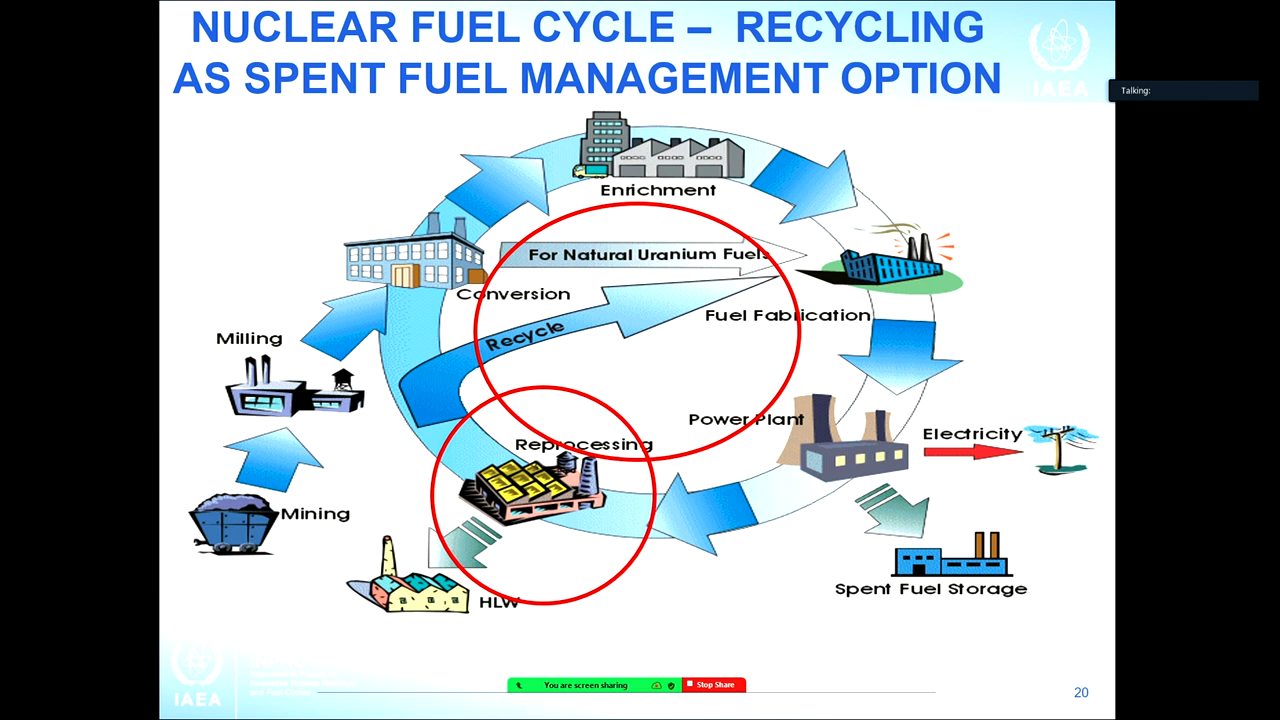 NUCLEAR FUEL CYCLE – RECYCLING
AS SPENT FUEL MANAGEMENT OPTION
IAEA
Talking:
Enrichment
For Natural Uranium Fuels
Conversion
Fuel Fabrication
Recycle
Milling
Power Plant
Electricity
Reprocessing
Mining
Spent Fuel Storage
HLW
IAEA
You are screen sharing
Stop Share
20